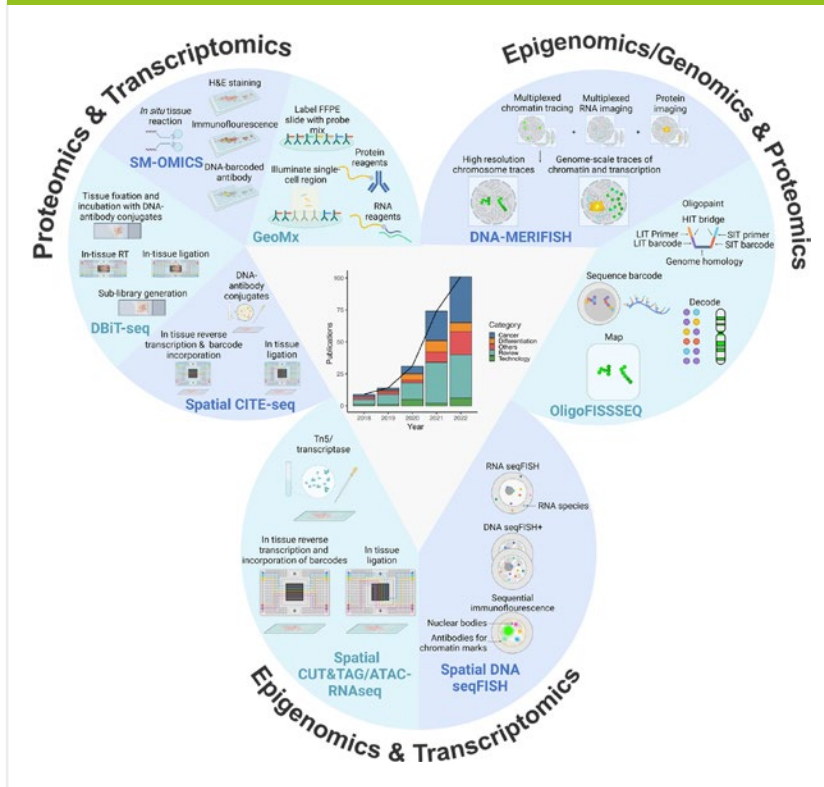 Proteomics & Transcriptomics
H&E staining
In situ tissue
reaction
Immunoflourescence
SM-OMICS
DNA-barcoded
antibody
Label FFPE
slide with probe
mix
Protein
reagents
Illuminate single-
cell region
RNA
reagents
GeoMx
Tissue fixation and
incubation with DNA-
antibody conjugates
In-tissue RT
In-tissue ligation
Sub-library generation
DBiT-seq
DNA-
antibody
conjugates
In tissue reverse
transcription & barcode
incorporation
In tissue
ligation
Spatial CITE-seq
Epigenomics/Genomics & Proteomics
Multiplexed
chromatin tracing
Multiplexed
RNA imaging
Protein
imaging
+
+
High resolution
chromosome traces
Genome-scale traces of
chromatin and transcription
DNA-MERIFISH
Oligopaint
HIT bridge
LIT Primer
LIT barcode
SIT primer
SIT barcode
Genome homology
Sequence barcode
Decode
Map
OligoFISSSEQ
Publications
100
75
50
25
0
2018
2019
2020
2021
2022
Year
Category
Cancer
Differentiation
Others
Review
Technology
Tn5/
transcriptase
In tissue reverse
transcription and
incorporation of barcodes
In tissue
ligation
Spatial
CUT&TAG/ATAC-
RNAseq
RNA seqFISH
RNA species
DNA seqFISH+
Sequential
immunoflourescence
Nuclear bodies
Antibodies for
chromatin marks
Spatial DNA
seqFISH
Epigenomics & Transcriptomics